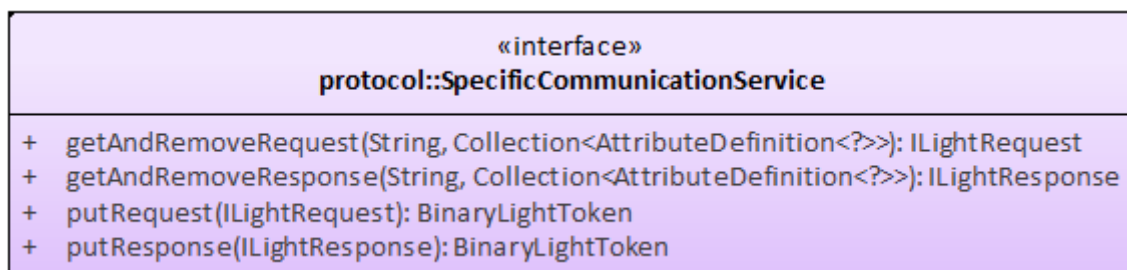 «interface»
protocol::SpecificCommunicationService
+ getAndRemoveRequest(String, Collection<AttributeDefinition<?>>): ILightRequest
+ getAndRemoveResponse(String, Collection<AttributeDefinition<?>>): ILightResponse
+ putRequest(ILightRequest): BinaryLightToken
+ putResponse(ILightResponse): BinaryLightToken